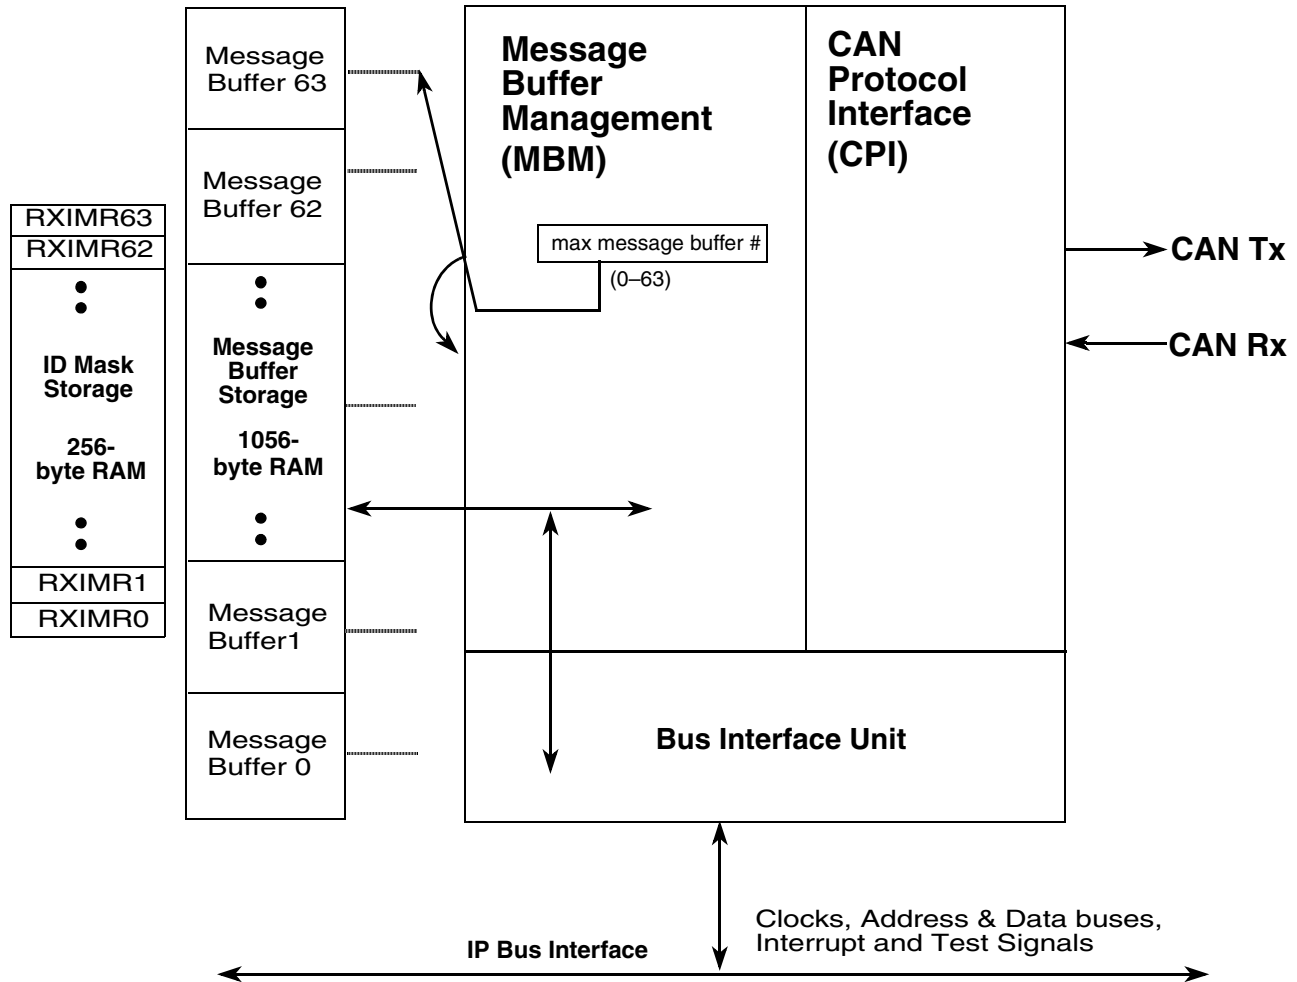 RXIMR63
RXIMR62
ID Mask
Storage
256-
byte RAM
RXIMR1
RXIMR0
Message
Buffer 63
Message
Buffer 62
Message
Buffer
Storage
1056-
byte RAM
Message
Buffer1
Message
Buffer 0
Message
Buffer
Management
(MBM)
max message buffer #
(0–63)
CAN
Protocol
Interface
(CPI)
CAN Tx
CAN Rx
Bus Interface Unit
Clocks, Address & Data buses,
Interrupt and Test Signals
IP Bus Interface